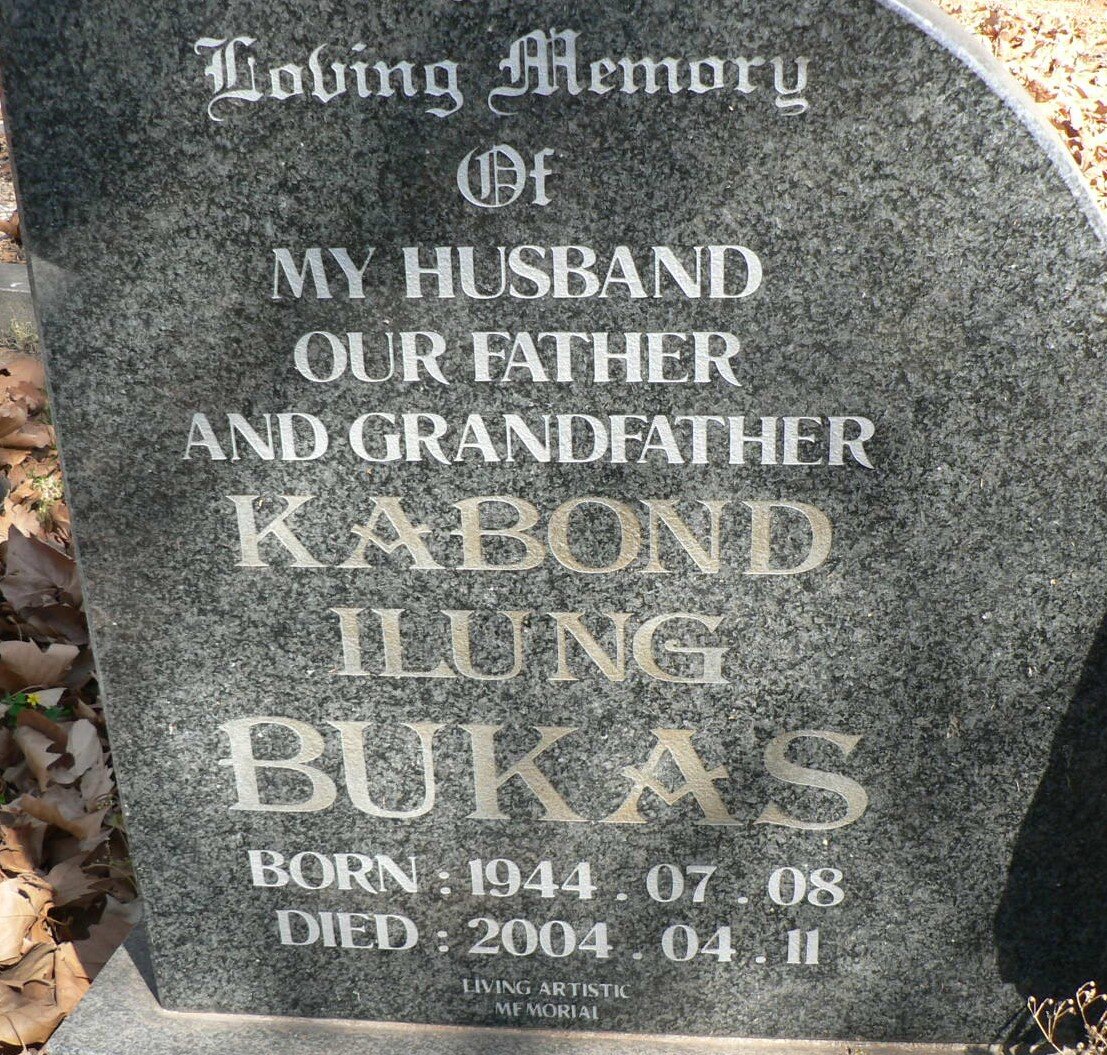 Loving Memory
Of
MY HUSBAND
OUR FATHER
AND GRANDFATHER
KABOND
ILUNG
BUKAS
BORN : 1944 . 07 . 08
DIED : 2004 . 04 . 11
LIVING ARTISTIC
MEMORIAL